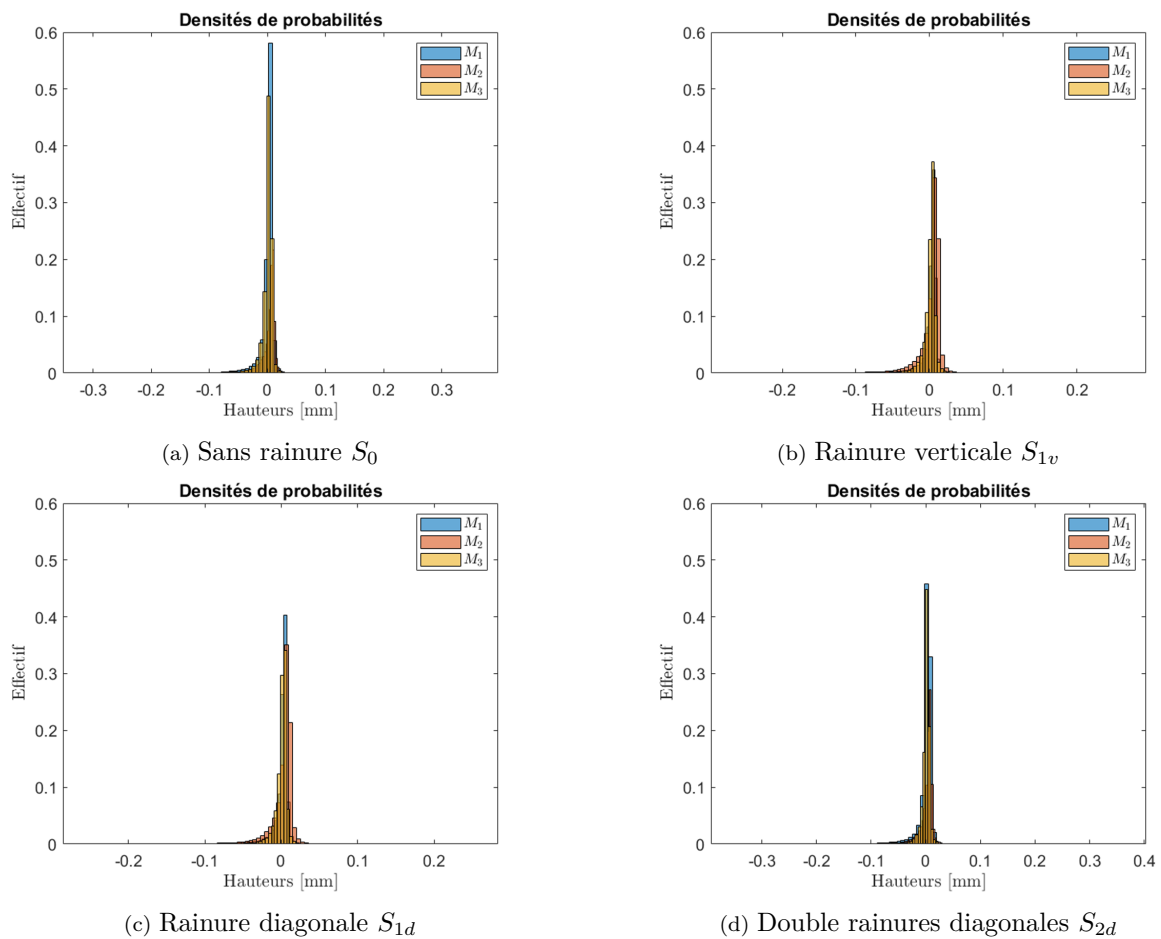 Densités de probabilités
0.6
0.5
0.4
0.3
0.2
0.1
0
Effectif
M₁
M₂
M₃
-0.3 -0.2 -0.1 0 0.1 0.2 0.3
Hauteurs [mm]
(a) Sans rainure S₀
Densités de probabilités
0.6
0.5
0.4
0.3
0.2
0.1
0
Effectif
M₁
M₂
M₃
-0.2 -0.1 0 0.1 0.2
Hauteurs [mm]
(b) Rainure verticale S₁ᵥ
Densités de probabilités
0.6
0.5
0.4
0.3
0.2
0.1
0
Effectif
M₁
M₂
M₃
-0.2 -0.1 0 0.1 0.2
Hauteurs [mm]
(c) Rainure diagonale S_{1d}
Densités de probabilités
0.6
0.5
0.4
0.3
0.2
0.1
0
Effectif
M₁
M₂
M₃
-0.3 -0.2 -0.1 0 0.1 0.2 0.3 0.4
Hauteurs [mm]
(d) Double rainures diagonales S_{2d}